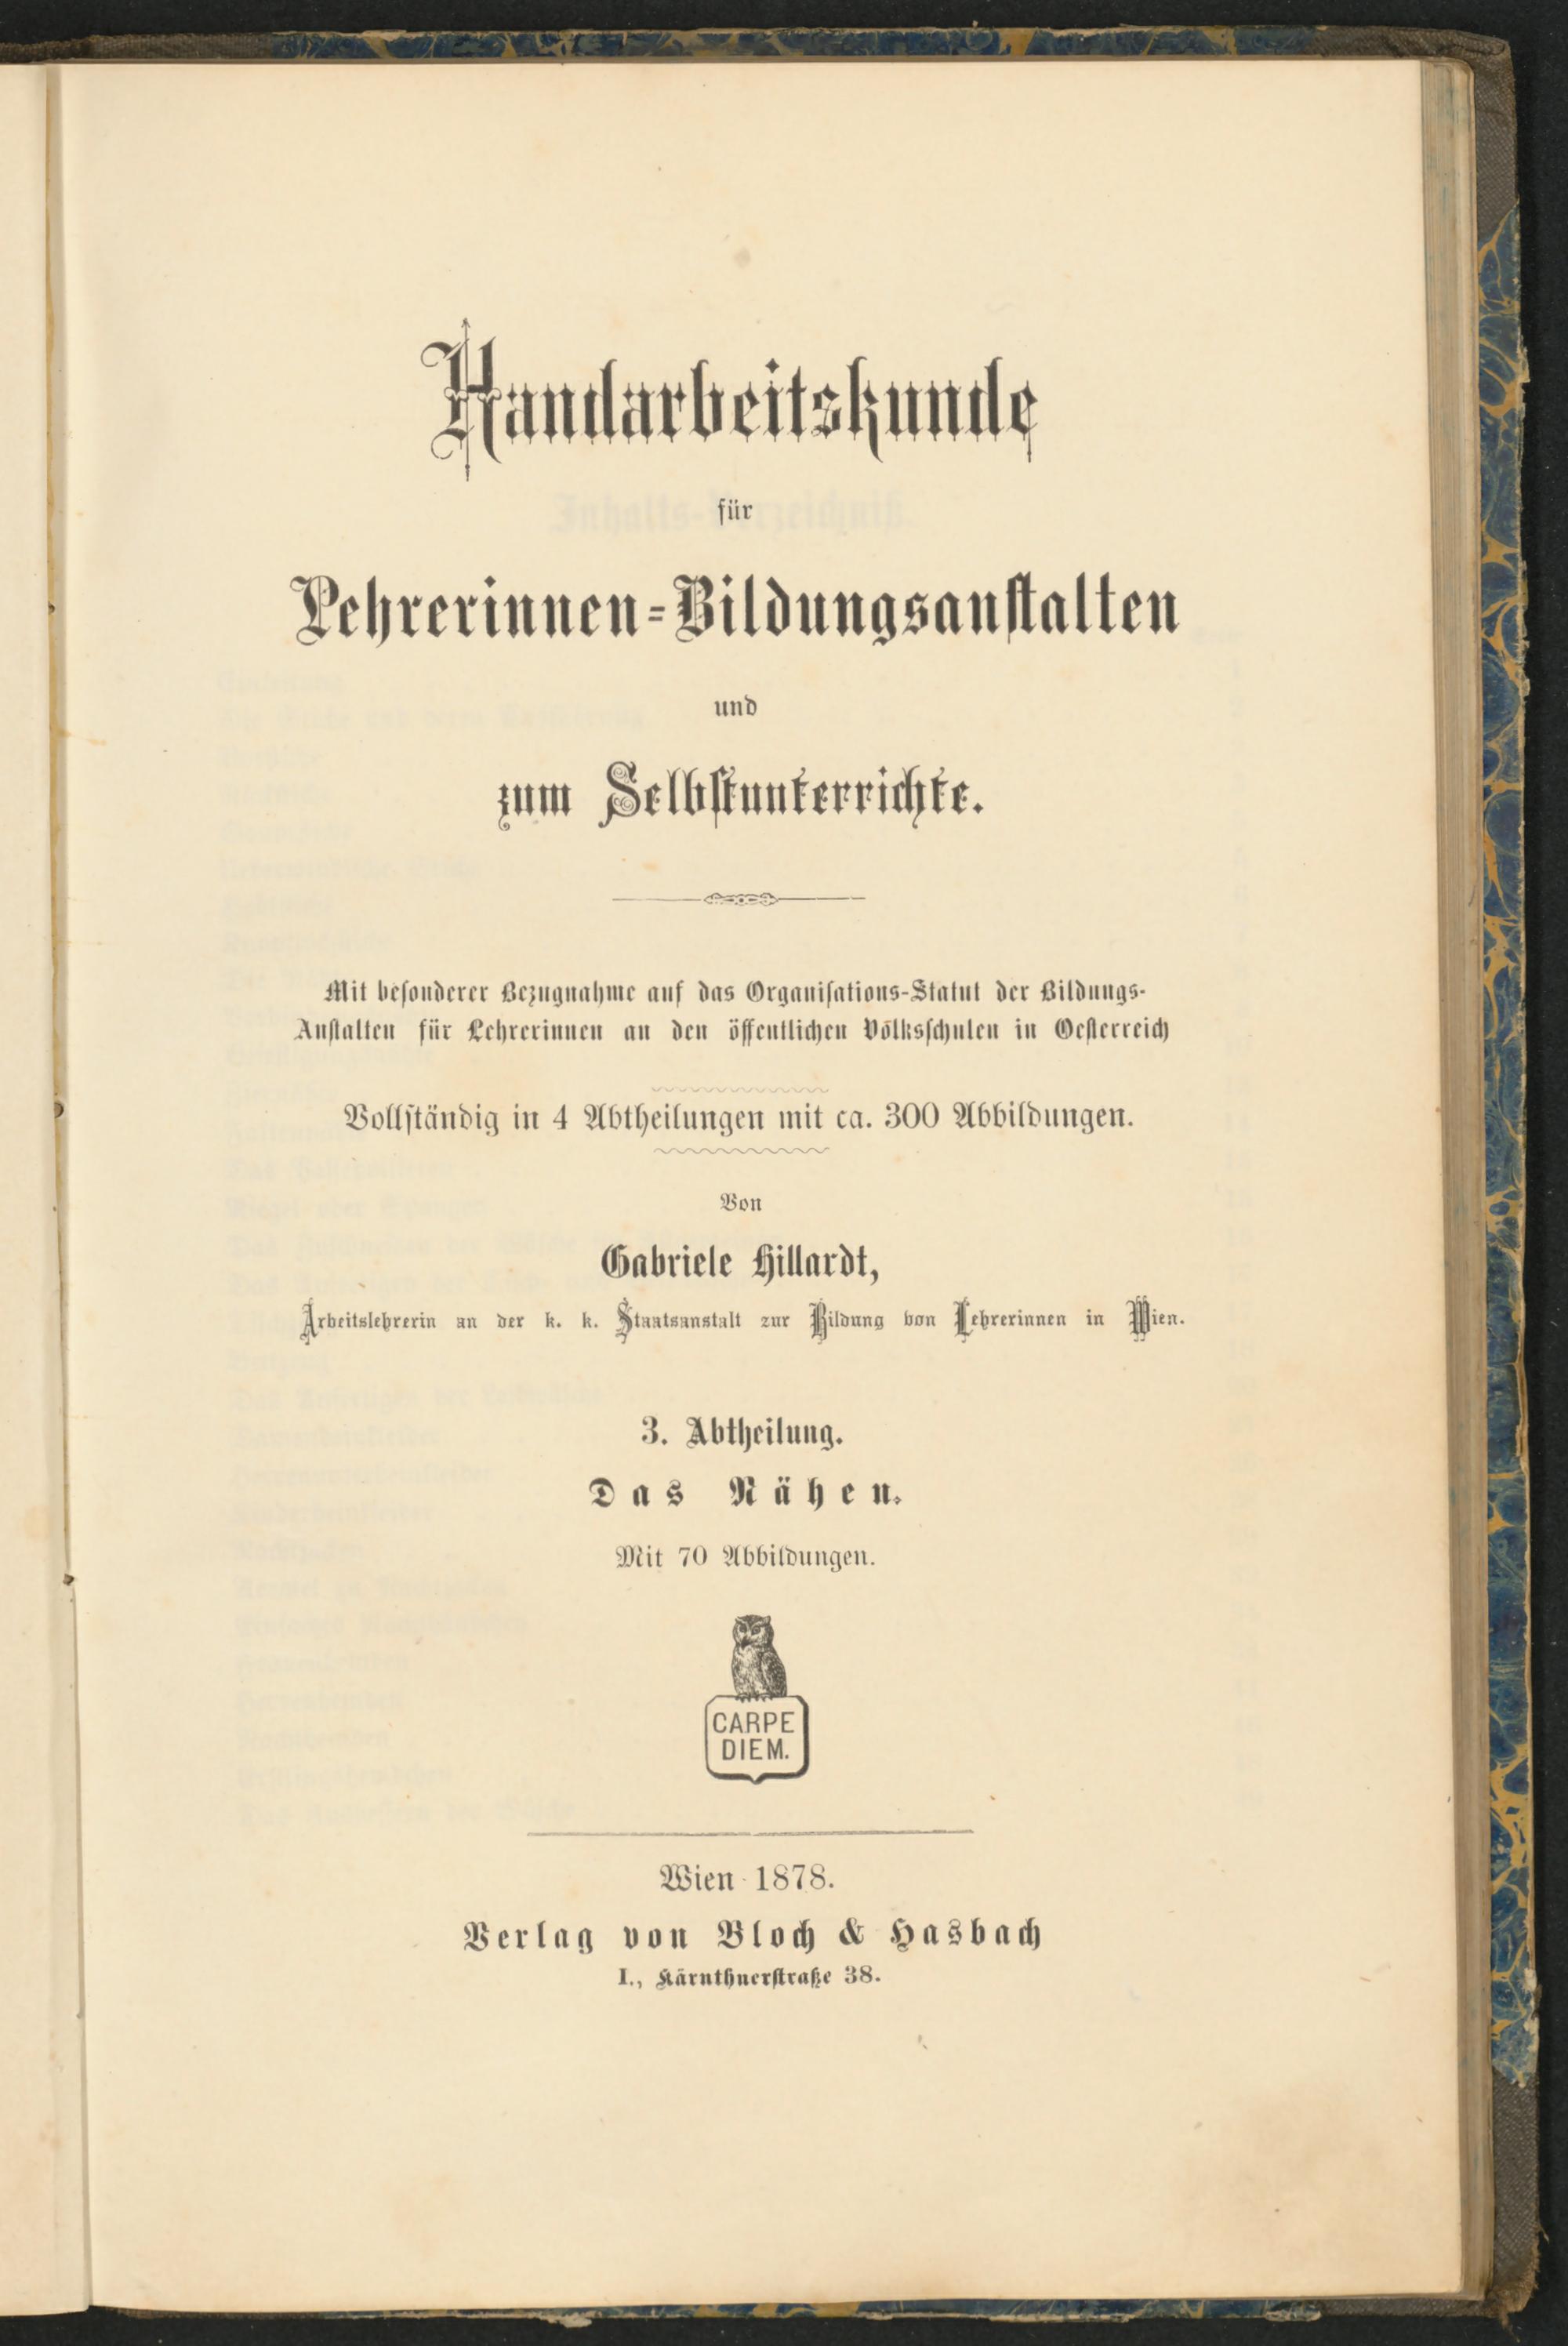 Handarbeitskunde
für
Lehrerinnen-Bildungsanstalten
und
zum Selbstunterrichte.
Mit besonderer Bezugnahme auf das Organisations-Statut der Bildungs-
Anstalten für Lehrerinnen an den öffentlichen Volksschulen in Oesterreich
Vollständig in 4 Abtheilungen mit ca. 300 Abbildungen.
Von
Gabriele Hillardt,
Arbeitslehrerin an der k. k. Staatsanstalt zur Bildung von Lehrerinnen in Wien.
3. Abtheilung.
Das Nähen.
Mit 70 Abbildungen.
CARPE
DIEM.
Wien 1878.
Verlag von Bloch & Hasbach
I., Kärnthnerstraße 38.